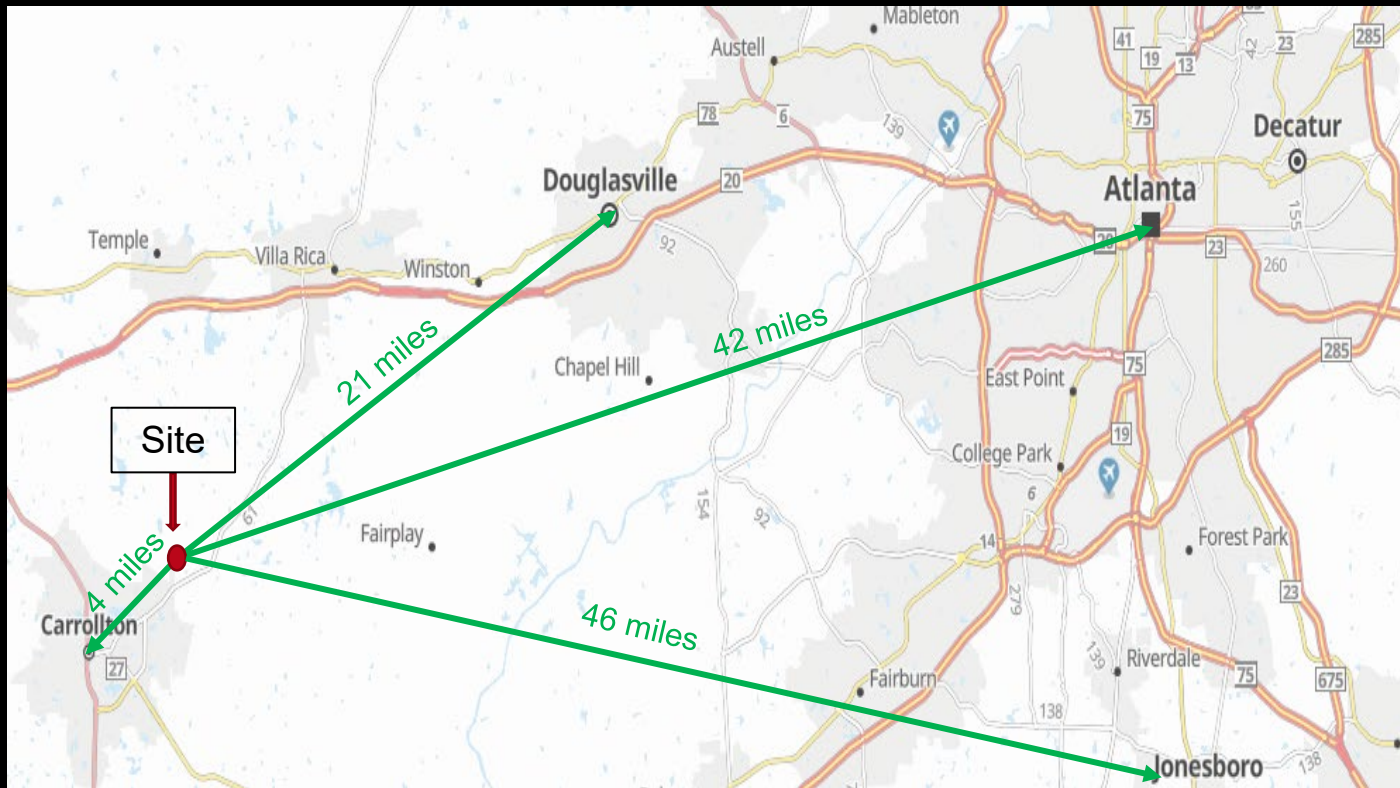 Mableton
Austell
41
19
13
42
23
285
78
6
139
75
Decatur
Douglasville
20
Atlanta
155
92
20
23
260
Temple
Villa Rica
Winston
21 miles
42 miles
Chapel Hill
75
285
East Point
Site
19
College Park
6
61
154
92
Fairplay
14
Forest Park
4 miles
279
23
Carrollton
46 miles
27
139
Riverdale
75
675
Fairburn
138
Jonesboro
138